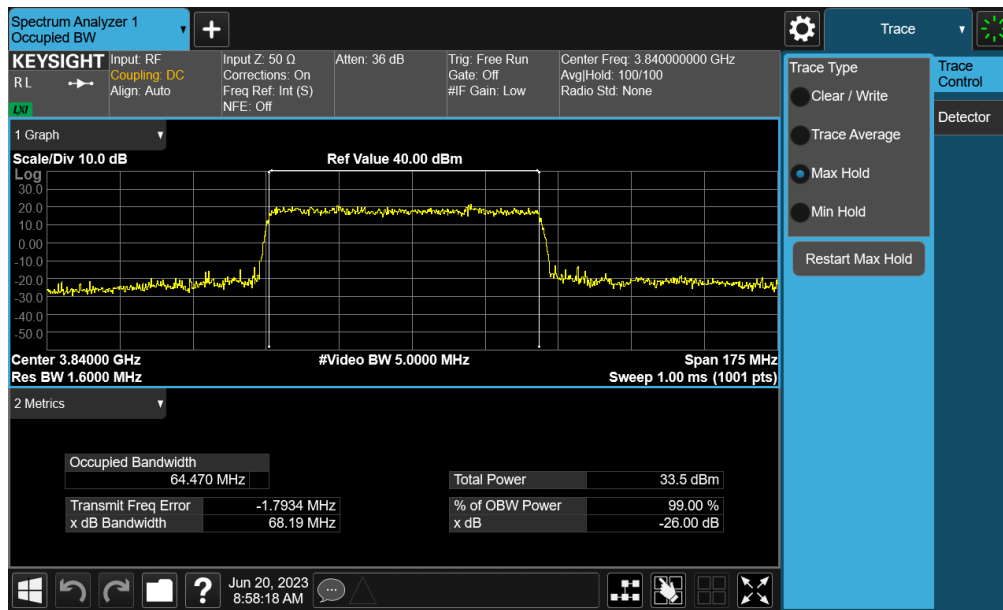 Spectrum Analyzer 1
Occupied BW
+
Trace
KEYSIGHT
R L
LXI
Input: RF
Coupling: DC
Align: Auto
Input Z: 50 Ω
Corrections: On
Freq Ref: Int (S)
NFE: Off
Atten: 36 dB
Trig: Free Run
Gate: Off
#IF Gain: Low
Center Freq: 3.840000000 GHz
Avg|Hold: 100/100
Radio Std: None
Trace Type
Clear / Write
Trace Average
Max Hold
Min Hold
Restart Max Hold
Trace
Control
Detector
1 Graph
Scale/Div 10.0 dB
Ref Value 40.00 dBm
Log
30.0
20.0
10.0
0.00
-10.0
-20.0
-30.0
-40.0
-50.0
Center 3.84000 GHz
#Video BW 5.0000 MHz
Span 175 MHz
Res BW 1.6000 MHz
Sweep 1.00 ms (1001 pts)
2 Metrics
Occupied Bandwidth
64.470 MHz
Total Power 33.5 dBm
Transmit Freq Error -1.7934 MHz
% of OBW Power 99.00 %
x dB Bandwidth 68.19 MHz
x dB -26.00 dB
?
Jun 20, 2023
8:58:18 AM